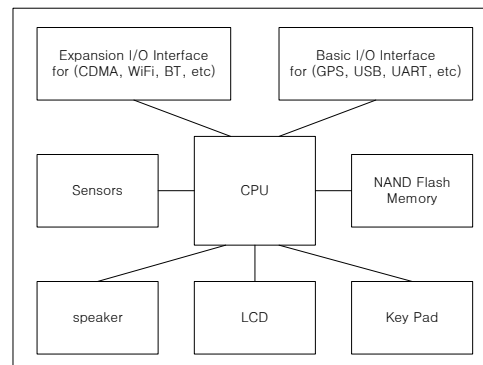 Expansion I/O Interface
for (CDMA, WiFi, BT, etc)
Basic I/O Interface
for (GPS, USB, UART, etc)
Sensors
CPU
NAND Flash
Memory
speaker
LCD
Key Pad